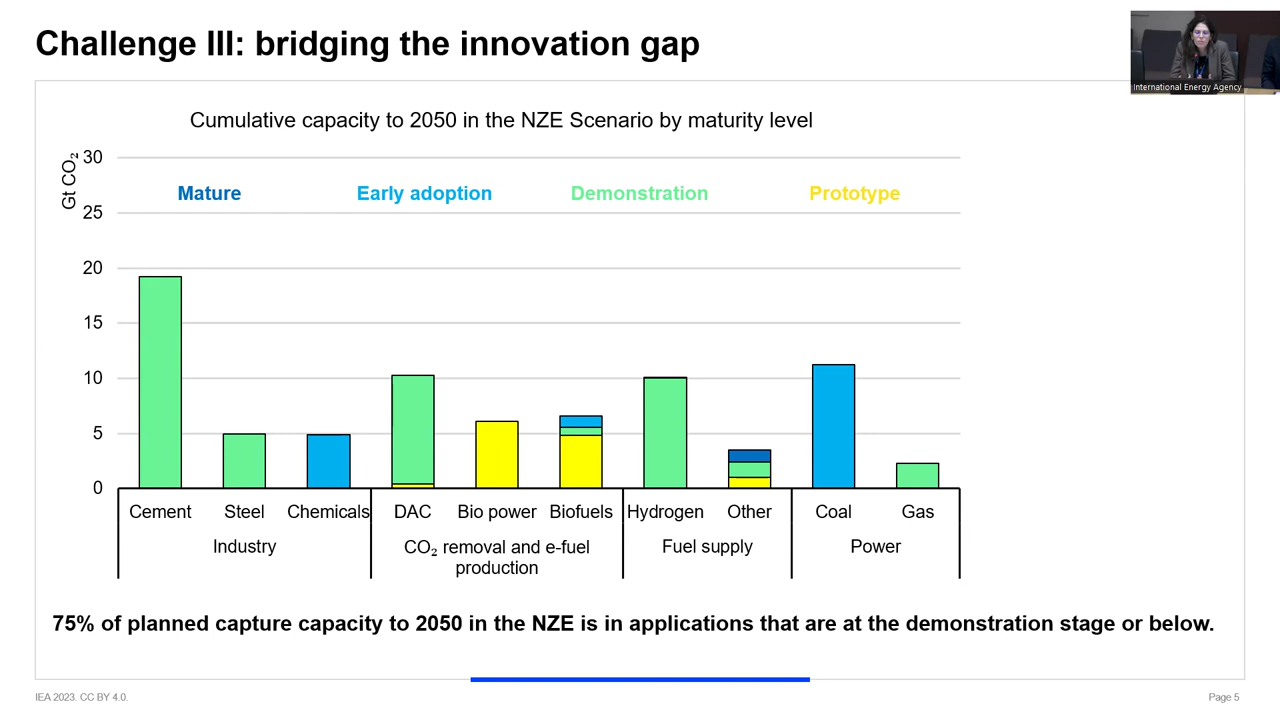 Challenge III: bridging the innovation gap
International Energy Agency
Cumulative capacity to 2050 in the NZE Scenario by maturity level
Gt CO₂
30
25
20
15
10
5
0
Mature Early adoption Demonstration Prototype
Cement Steel Chemicals DAC Bio power Biofuels Hydrogen Other Coal Gas
Industry CO₂ removal and e-fuel production Fuel supply Power
75% of planned capture capacity to 2050 in the NZE is in applications that are at the demonstration stage or below.
IEA 2023. CC BY 4.0.
Page 5